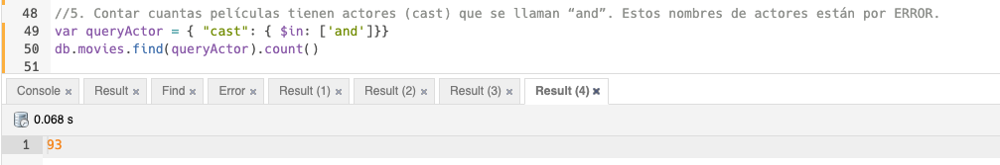 48 //5. Contar cuantas películas tienen actores (cast) que se llaman “and”. Estos nombres de actores están por ERROR.
49 var queryActor = { "cast": { $in: ['and']}}
50 db.movies.find(queryActor).count()
51
Console × Result × Find × Error × Result (1) × Result (2) × Result (3) × Result (4) ×
0.068 s
1 93